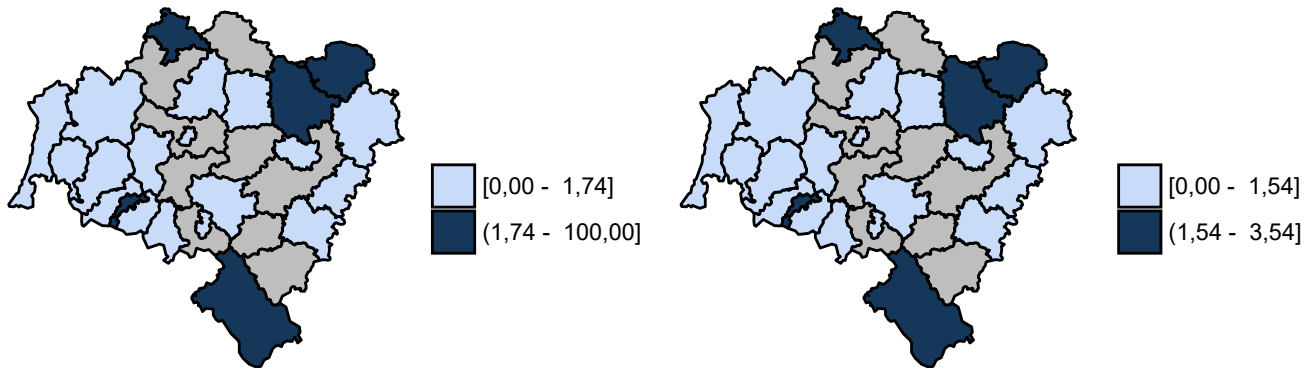 [0,00 - 1,74]
(1,74 - 100,00]
[0,00 - 1,54]
(1,54 - 3,54]